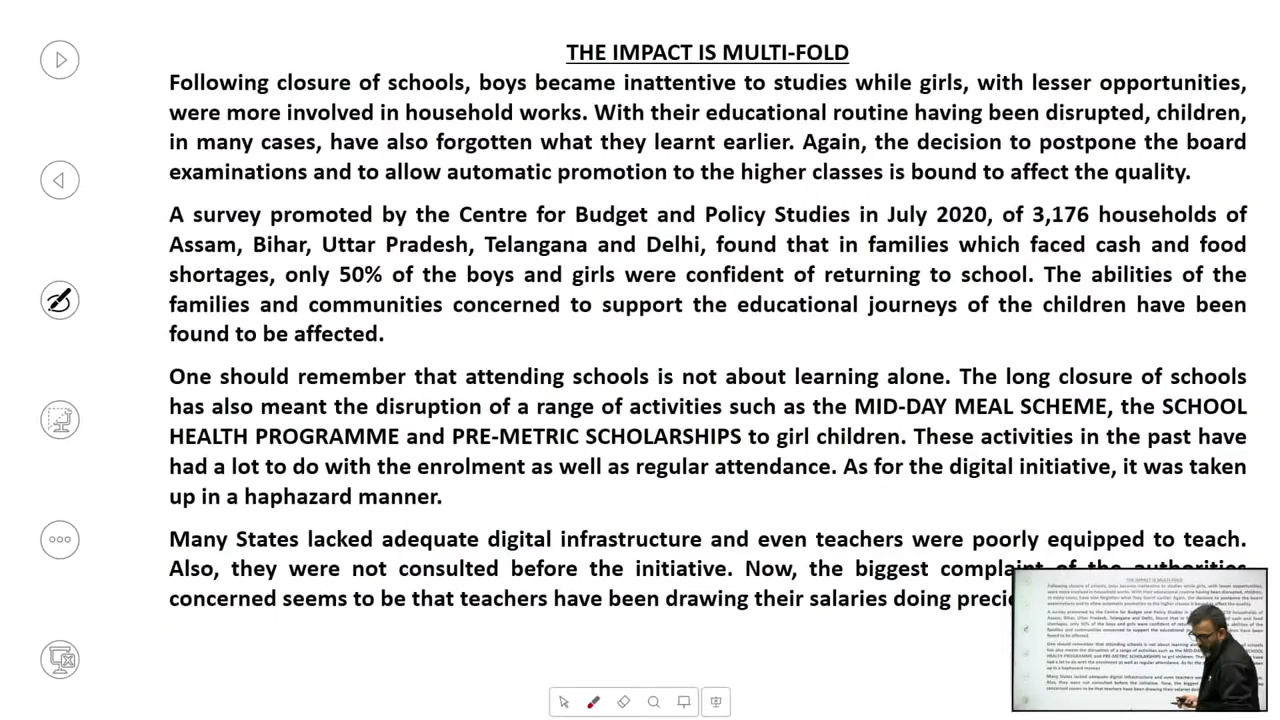 THE IMPACT IS MULTI-FOLD
Following closure of schools, boys became inattentive to studies while girls, with lesser opportunities,
were more involved in household works. With their educational routine having been disrupted, children,
in many cases, have also forgotten what they learnt earlier. Again, the decision to postpone the board
examinations and to allow automatic promotion to the higher classes is bound to affect the quality.
A survey promoted by the Centre for Budget and Policy Studies in July 2020, of 3,176 households of
Assam, Bihar, Uttar Pradesh, Telangana and Delhi, found that in families which faced cash and food
shortages, only 50% of the boys and girls were confident of returning to school. The abilities of the
families and communities concerned to support the educational journeys of the children have been
found to be affected.
One should remember that attending schools is not about learning alone. The long closure of schools
has also meant the disruption of a range of activities such as the MID-DAY MEAL SCHEME, the SCHOOL
HEALTH PROGRAMME and PRE-METRIC SCHOLARSHIPS to girl children. These activities in the past have
had a lot to do with the enrolment as well as regular attendance. As for the digital initiative, it was taken
up in a haphazard manner.
Many States lacked adequate digital infrastructure and even teachers were poorly equipped to teach.
Also, they were not consulted before the initiative. Now, the biggest complaint of the authorities
concerned seems to be that teachers have been drawing their salaries doing